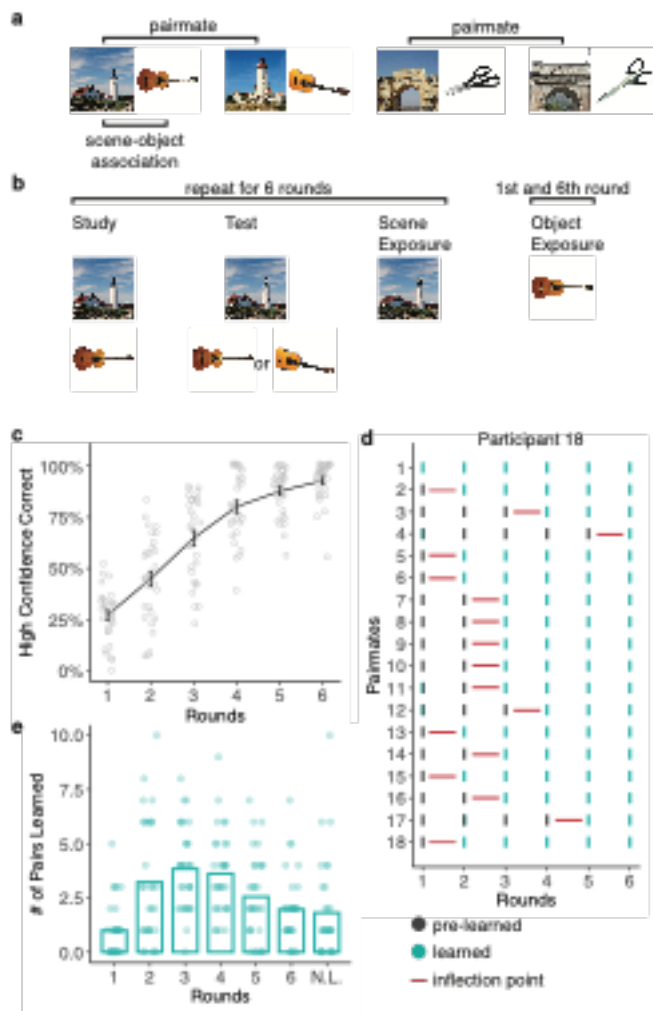 a
pairmate
pairmate
scene-object
association
b
repeat for 6 rounds
1st and 6th round
Study
Test
Scene
Exposure
Object
Exposure
or
c
High Confidence Correct
100%
75%
50%
25%
0%
1 2 3 4 5 6
Rounds
d
Participant 18
Pairmates
1
2
3
4
5
6
7
8
9
10
11
12
13
14
15
16
17
18
1 2 3 4 5 6
Rounds
pre-learned
learned
inflection point
e
# of Pairs Learned
10.0
7.5
5.0
2.5
0.0
1 2 3 4 5 6 N.L.
Rounds